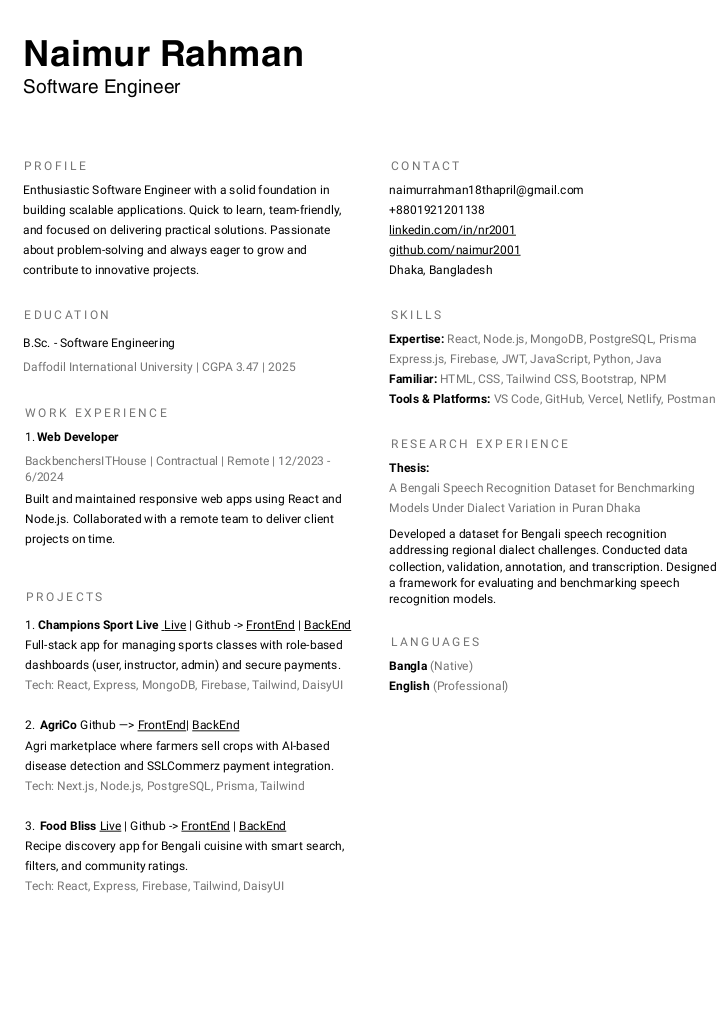 Naimur Rahman
Software Engineer
PROFILE
Enthusiastic Software Engineer with a solid foundation in
building scalable applications. Quick to learn, team-friendly,
and focused on delivering practical solutions. Passionate
about problem-solving and always eager to grow and
contribute to innovative projects.
EDUCATION
B.Sc. - Software Engineering
Daffodil International University | CGPA 3.47 | 2025
WORK EXPERIENCE
1. Web Developer
BackbenchersITHouse | Contractual | Remote | 12/2023 -
6/2024
Built and maintained responsive web apps using React and
Node.js. Collaborated with a remote team to deliver client
projects on time.
PROJECTS
1. Champions Sport Live Live | Github -> FrontEnd | BackEnd
Full-stack app for managing sports classes with role-based
dashboards (user, instructor, admin) and secure payments.
Tech: React, Express, MongoDB, Firebase, Tailwind, DaisyUI
2. AgriCo Github —> FrontEnd| BackEnd
Agri marketplace where farmers sell crops with AI-based
disease detection and SSLCommerz payment integration.
Tech: Next.js, Node.js, PostgreSQL, Prisma, Tailwind
3. Food Bliss Live | Github -> FrontEnd | BackEnd
Recipe discovery app for Bengali cuisine with smart search,
filters, and community ratings.
Tech: React, Express, Firebase, Tailwind, DaisyUI
CONTACT
naimurrahman18thapril@gmail.com
+8801921201138
linkedin.com/in/nr2001
github.com/naimur2001
Dhaka, Bangladesh
SKILLS
Expertise: React, Node.js, MongoDB, PostgreSQL, Prisma
Express.js, Firebase, JWT, JavaScript, Python, Java
Familiar: HTML, CSS, Tailwind CSS, Bootstrap, NPM
Tools & Platforms: VS Code, GitHub, Vercel, Netlify, Postman
RESEARCH EXPERIENCE
Thesis:
A Bengali Speech Recognition Dataset for Benchmarking
Models Under Dialect Variation in Puran Dhaka
Developed a dataset for Bengali speech recognition
addressing regional dialect challenges. Conducted data
collection, validation, annotation, and transcription. Designed
a framework for evaluating and benchmarking speech
recognition models.
LANGUAGES
Bangla (Native)
English (Professional)